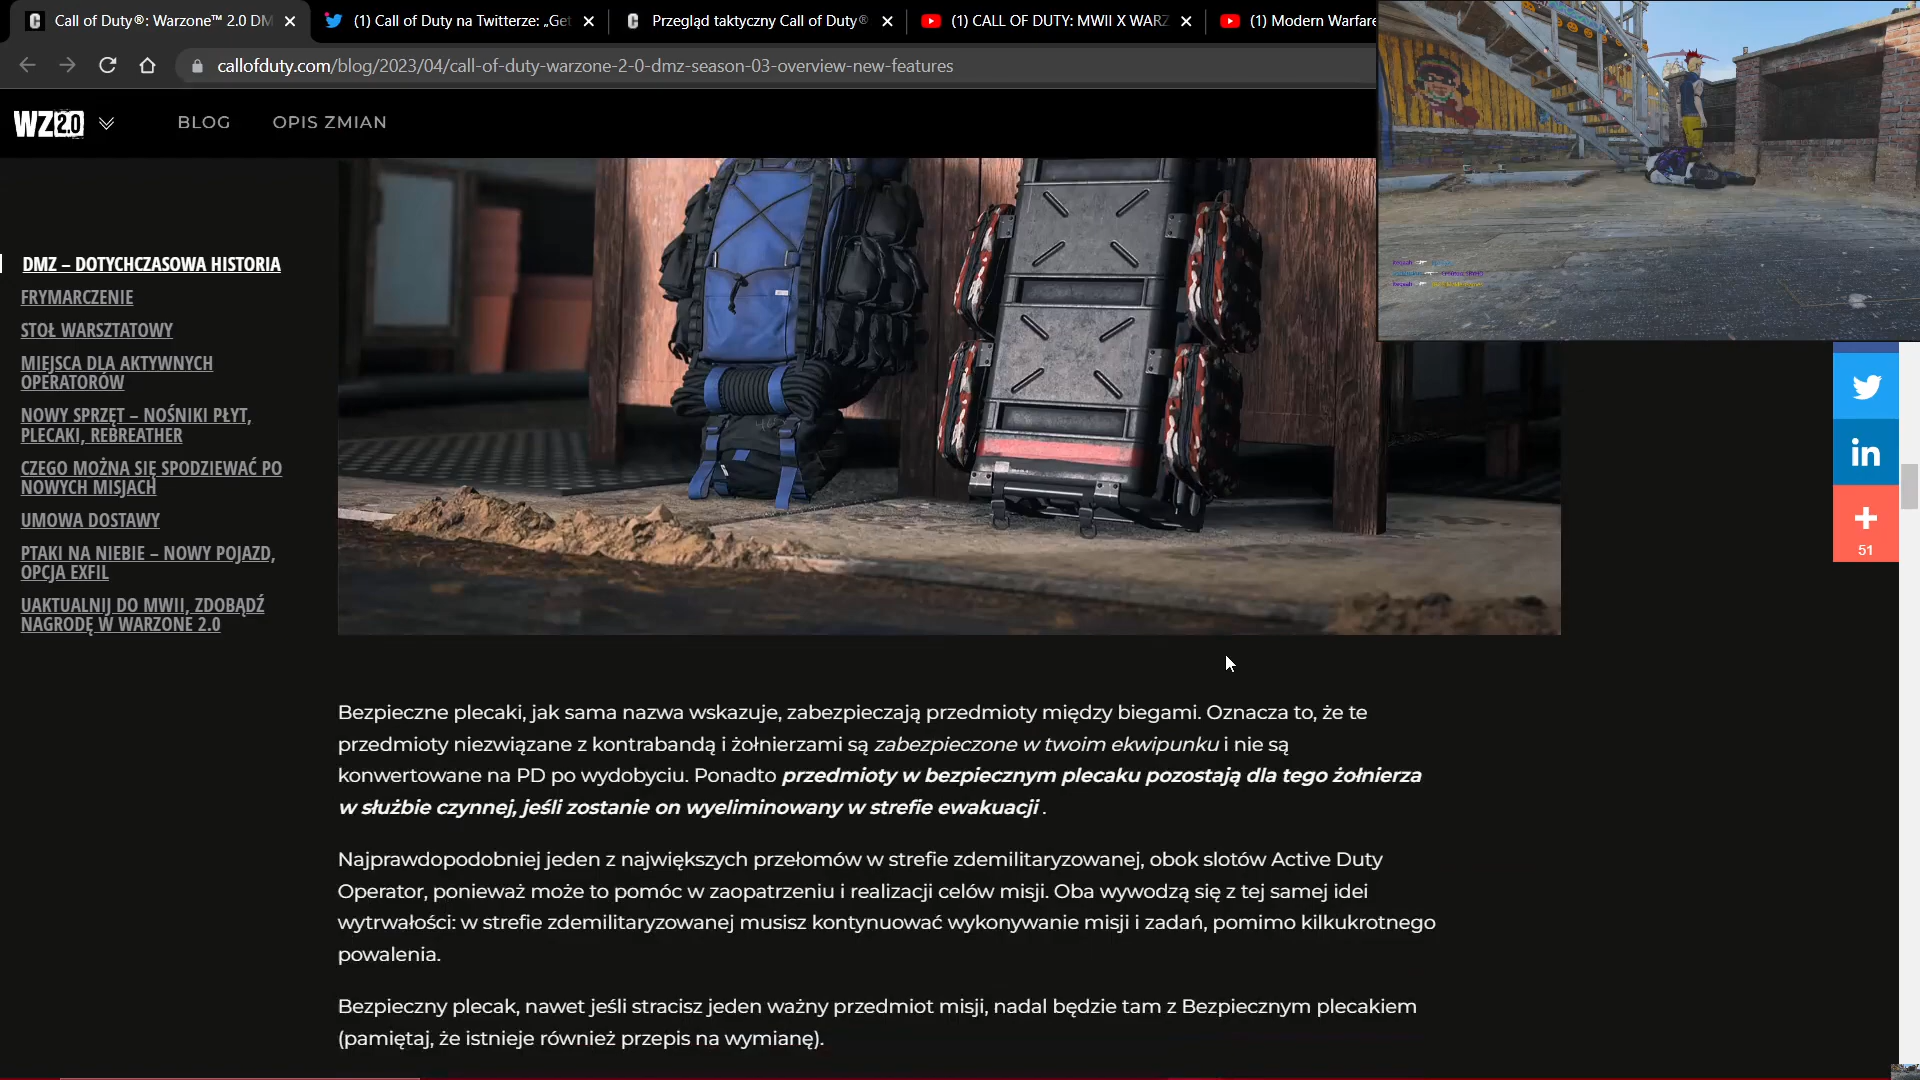 Call of Duty®: Warzone™ 2.0 DM
(1) Call of Duty na Twitterze: „Get
Przegląd taktyczny Call of Duty®
(1) CALL OF DUTY: MWII X WARZ
(1) Modern Warfare
callofduty.com/blog/2023/04/call-of-duty-warzone-2-0-dmz-season-03-overview-new-features
WZ 2.0
BLOG
OPIS ZMIAN
DMZ – DOTYCHCZASOWA HISTORIA
FRYMARCZENIE
STOŁ WARSZTATOWY
MIEJSCA DLA AKTYWNYCH
OPERATORÓW
NOWY SPRZĘT – NOŚNIKI PŁYT,
PLECAKI, REBREATHER
CZEGO MOŻNA SIĘ SPODZIEWAĆ PO
NOWYCH MISJACH
UMOWA DOSTAWY
PTAKI NA NIEBIE – NOWY POJAZD,
OPCJA EXFIL
UAKTUALNIJ DO MWII, ZDOBĄDŹ
NAGRODĘ W WARZONE 2.0
in
51
Bezpieczne plecaki, jak sama nazwa wskazuje, zabezpieczają przedmioty między biegami. Oznacza to, że te
przedmioty niezwiązane z kontrabandą i żołnierzami są zabezpieczone w twoim ekwipunku i nie są
konwertowane na PD po wydobyciu. Ponadto przedmioty w bezpiecznym plecaku pozostają dla tego żołnierza
w służbie czynnej, jeśli zostanie on wyeliminowany w strefie ewakuacji .
Najprawdopodobniej jeden z największych przełomów w strefie zdemilitaryzowanej, obok slotów Active Duty
Operator, ponieważ może to pomóc w zaopatrzeniu i realizacji celów misji. Oba wywodzą się z tej samej idei
wytrwałości: w strefie zdemilitaryzowanej musisz kontynuować wykonywanie misji i zadań, pomimo kilkukrotnego
powalenia.
Bezpieczny plecak, nawet jeśli stracisz jeden ważny przedmiot misji, nadal będzie tam z Bezpiecznym plecakiem
(pamiętaj, że istnieje również przepis na wymianę).